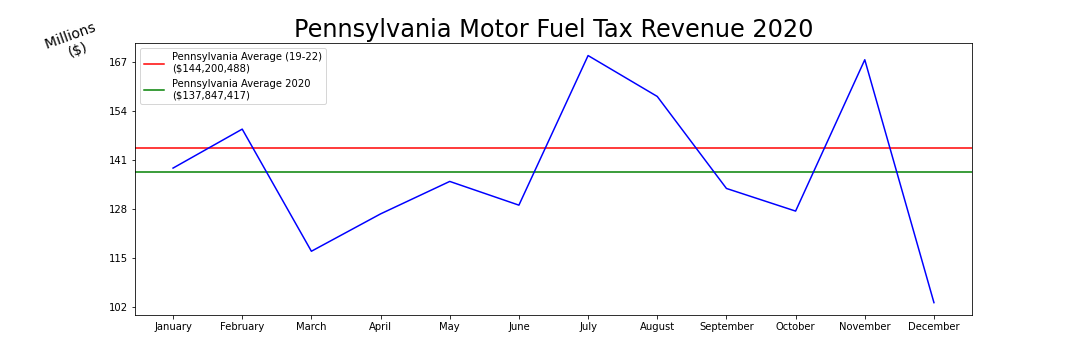 Pennsylvania Motor Fuel Tax Revenue 2020
Millions
($)
Pennsylvania Average (19-22)
($144,200,488)
Pennsylvania Average 2020
($137,847,417)
167
154
141
128
115
102
January February March April May June July August September October November December